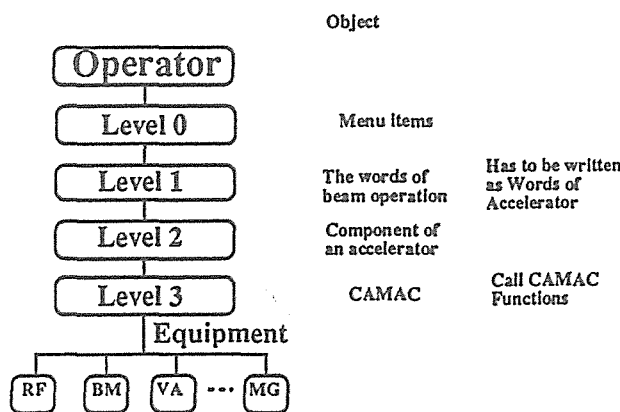 Object
Operator
Level 0
Menu items
Level 1
The words of
beam operation
Has to be written
as Words of
Accelerator
Level 2
Component of
an accelerator
Level 3
CAMAC
Call CAMAC
Functions
Equipment
RF
BM
VA
...
MG